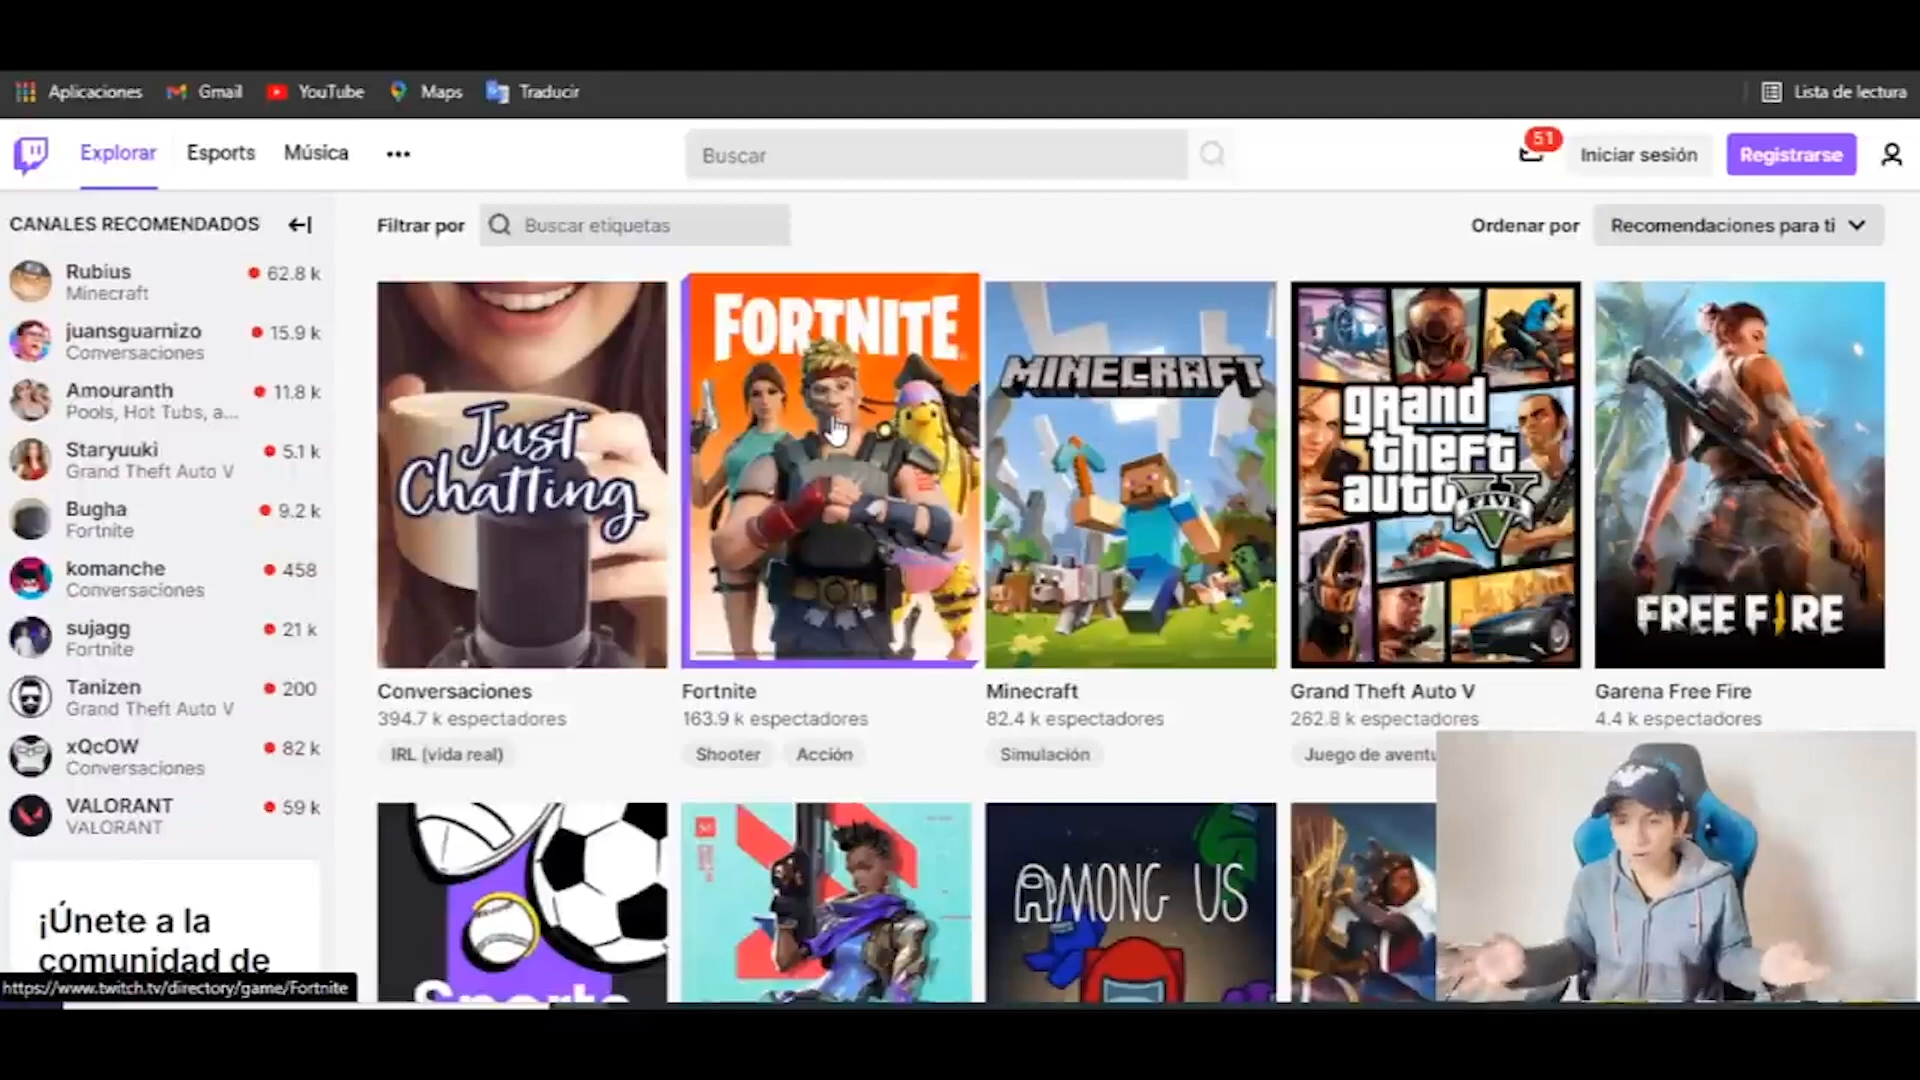 Aplicaciones
Gmail
YouTube
Maps
Traducir
Lista de lectura
Explorar
Esports
Música
Buscar
51
Iniciar sesión
Registrarse
CANALES RECOMENDADOS
Filtrar por
Buscar etiquetas
Ordenar por
Recomendaciones para ti
Rubius
62.8 k
Minecraft
juansguarnizo
15.9 k
Conversaciones
Amouranth
11.8 k
Pools, Hot Tubs, a...
Staryuuki
5.1 k
Grand Theft Auto V
Bugha
9.2 k
Fortnite
komanche
458
Conversaciones
sujagg
21 k
Fortnite
Tanizen
200
Grand Theft Auto V
xQcOW
82 k
Conversaciones
VALORANT
59 k
VALORANT
¡Únete a la
comunidad de
https://www.twitch.tv/directory/game/Fortnite
Just
Chatting
FORTNITE
MINECRAFT
grand
theft
auto
FIVE
FREE FIRE
Conversaciones
394.7 k espectadores
IRL (vida real)
Fortnite
163.9 k espectadores
Shooter
Acción
Minecraft
82.4 k espectadores
Simulación
Grand Theft Auto V
262.8 k espectadores
Juego de aventu
Garena Free Fire
4.4 k espectadores
Sports
AMONG US